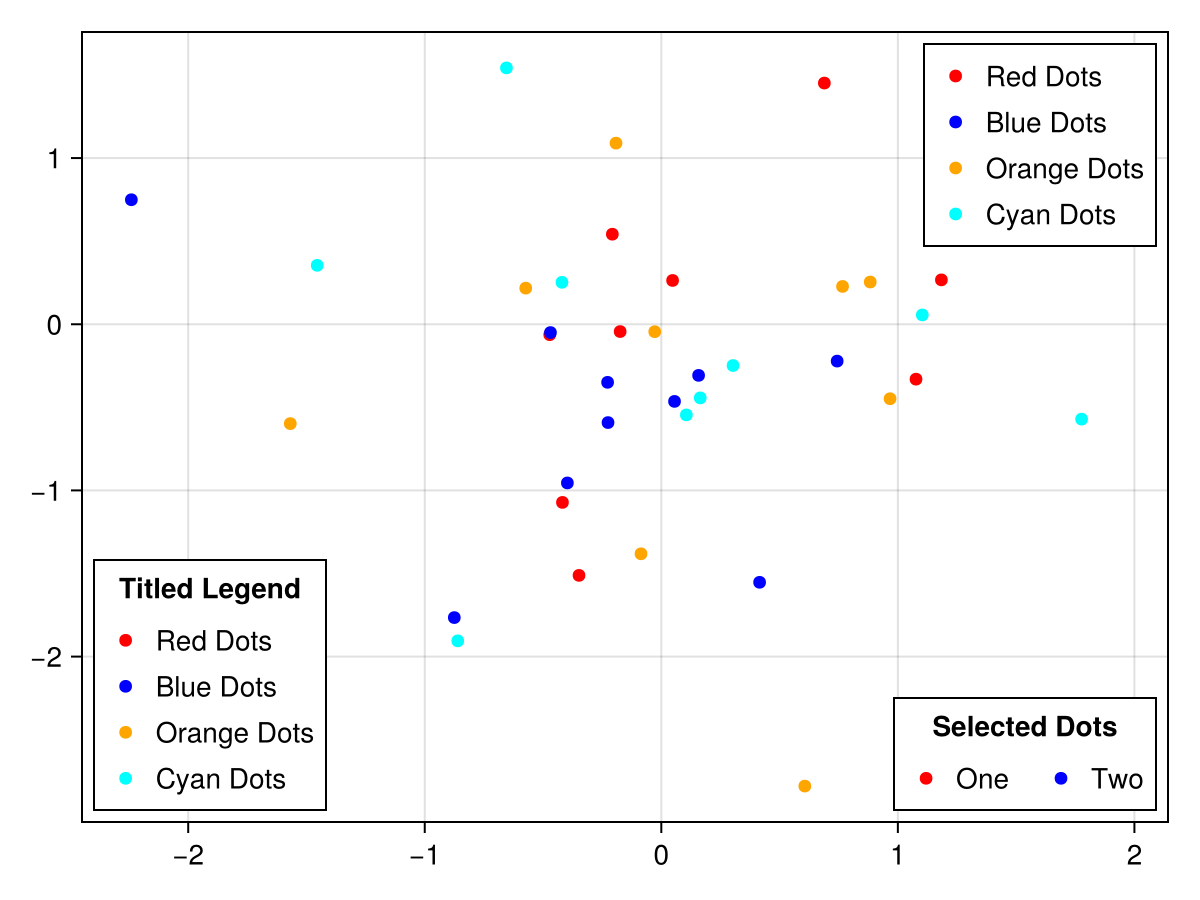 Red Dots
Blue Dots
Orange Dots
Cyan Dots
1
0
−1
−2
Titled Legend
Red Dots
Blue Dots
Orange Dots
Cyan Dots
Selected Dots
One Two
−2 −1 0 1 2